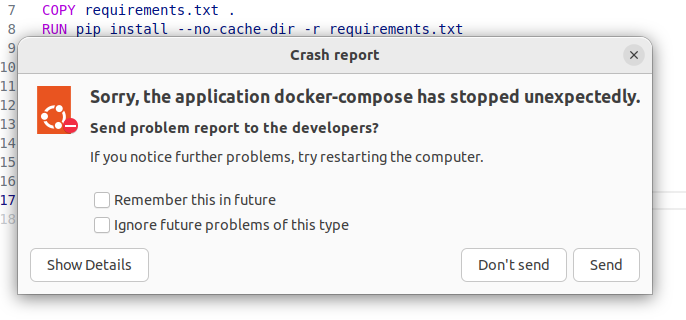 7 COPY requirements.txt .
8 RUN pip install --no-cache-dir -r requirements.txt
9
10
11
12
13
14
15
16
17
18
Crash report
Sorry, the application docker-compose has stopped unexpectedly.
Send problem report to the developers?
If you notice further problems, try restarting the computer.
Remember this in future
Ignore future problems of this type
Show Details
Don't send
Send